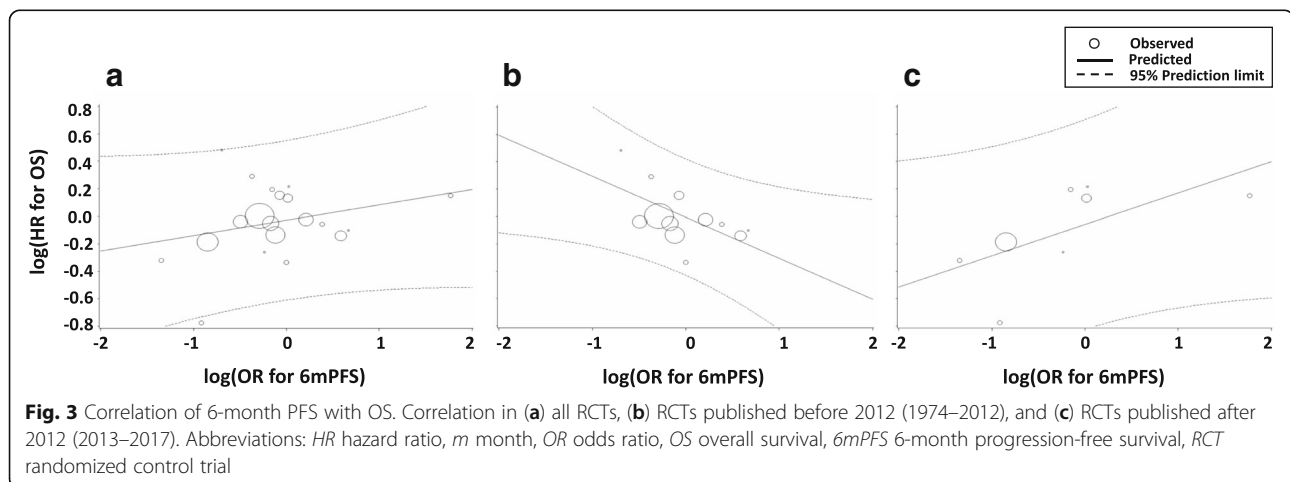 Observed
Predicted
95% Prediction limit
a
b
c
log(HR for OS)
0.8
0.6
0.4
0.2
0.0
-0.2
-0.4
-0.6
-0.8
-2 -1 0 1 2
-2 -1 0 1 2
-2 -1 0 1 2
log(OR for 6mPFS)
log(OR for 6mPFS)
log(OR for 6mPFS)
Fig. 3 Correlation of 6-month PFS with OS. Correlation in (a) all RCTs, (b) RCTs published before 2012 (1974–2012), and (c) RCTs published after
2012 (2013–2017). Abbreviations: HR hazard ratio, m month, OR odds ratio, OS overall survival, 6mPFS 6-month progression-free survival, RCT
randomized control trial